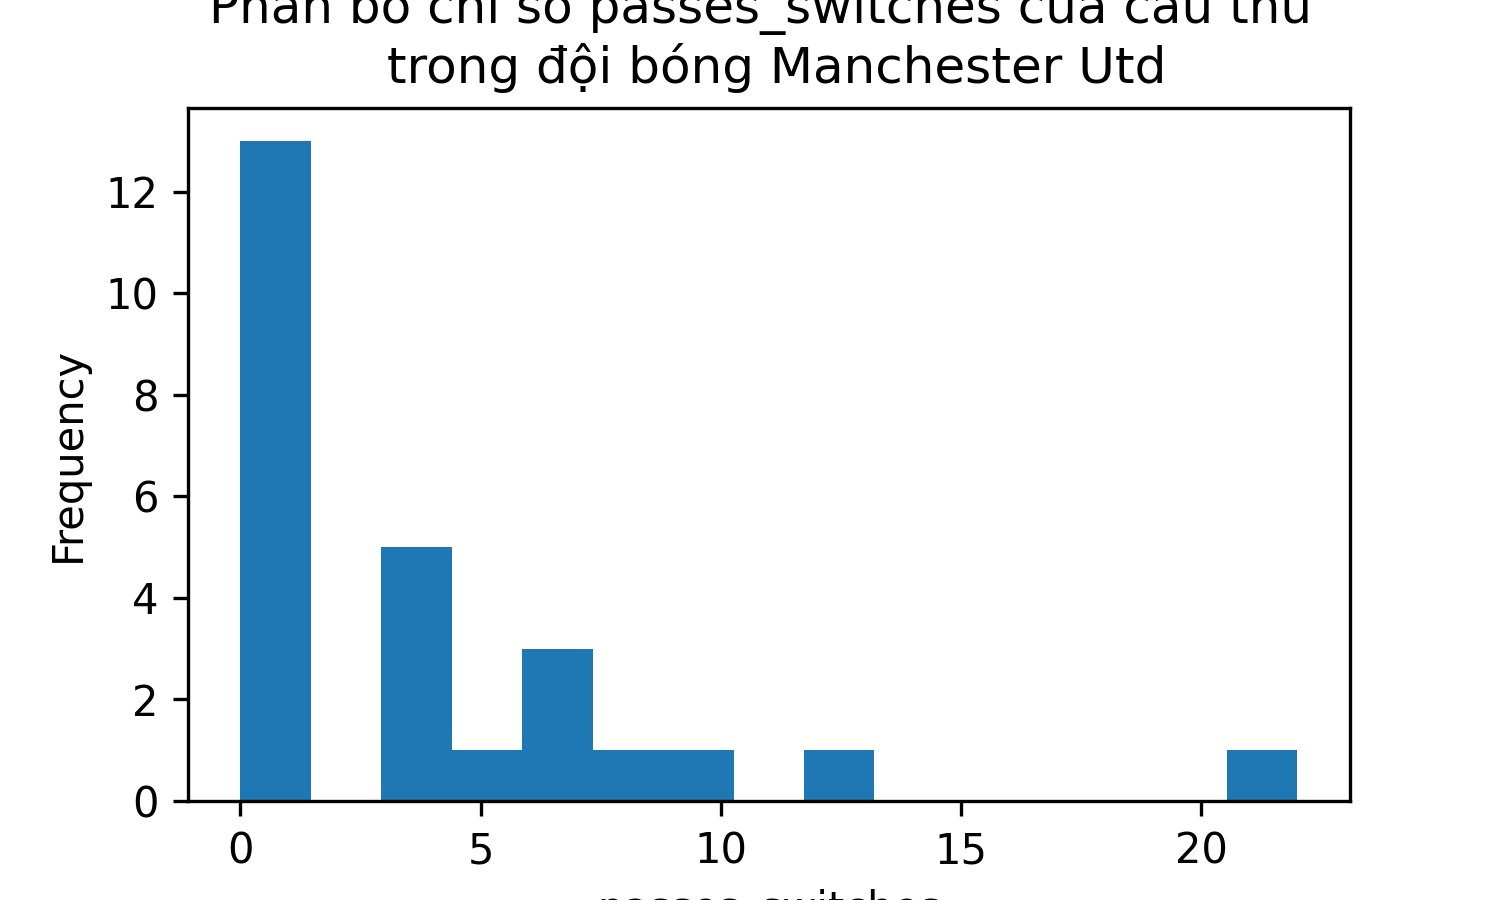 Phân bố chỉ số passes_switches của cầu thủ
trong đội bóng Manchester Utd
Frequency
12
10
8
6
4
2
0
0 5 10 15 20
passes_switches